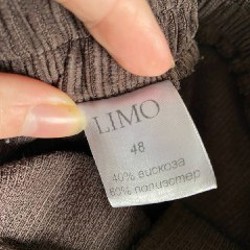 LIMO
48
40% вискоза
60% полиэстер